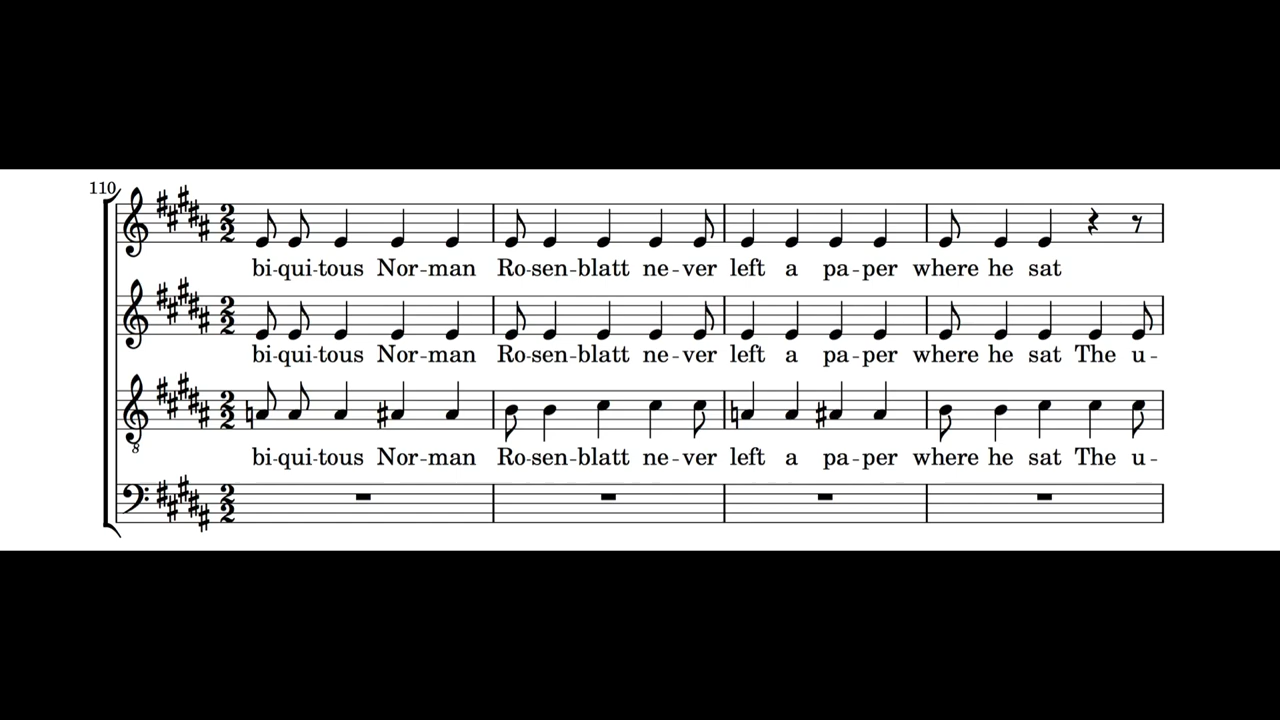 110
bi-qui-tous Nor-man Ro-sen-blatt ne-ver left a pa-per where he sat
bi-qui-tous Nor-man Ro-sen-blatt ne-ver left a pa-per where he sat The u-
8
bi-qui-tous Nor-man Ro-sen-blatt ne-ver left a pa-per where he sat The u-